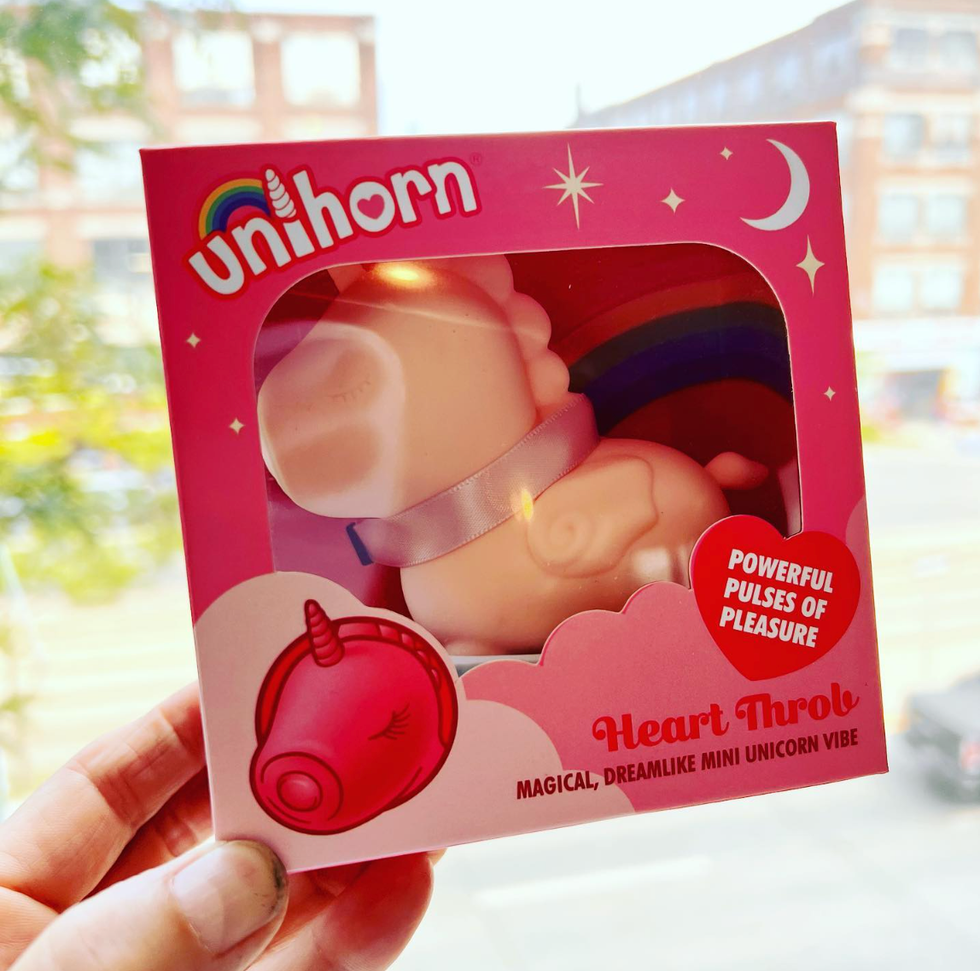 unihorn®
POWERFUL
PULSES OF
PLEASURE
Heart Throb
MAGICAL, DREAMLIKE MINI UNICORN VIBE